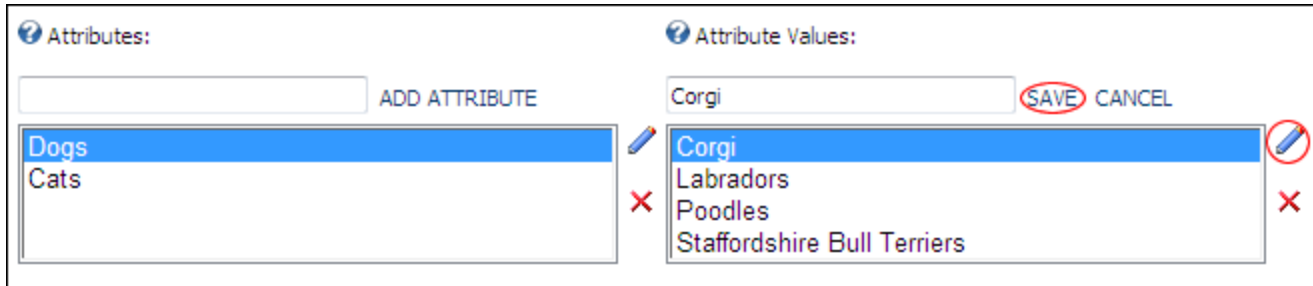 Attributes:
Attribute Values:
ADD ATTRIBUTE
Corgi
SAVE CANCEL
Dogs
Cats
Corgi
Labradors
Poodles
Staffordshire Bull Terriers